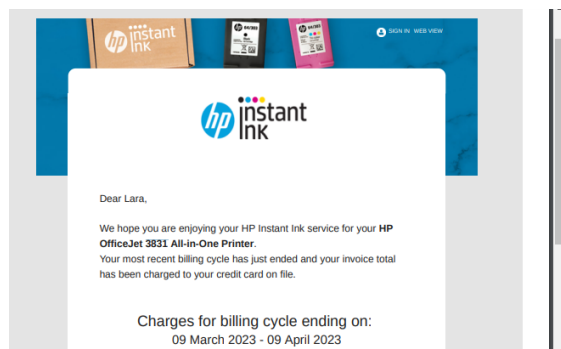 hp instant ink
SIGN IN WEB VIEW
hp instant ink
Dear Lara,
We hope you are enjoying your HP Instant Ink service for your HP
OfficeJet 3831 All-in-One Printer.
Your most recent billing cycle has just ended and your invoice total
has been charged to your credit card on file.
Charges for billing cycle ending on:
09 March 2023 - 09 April 2023